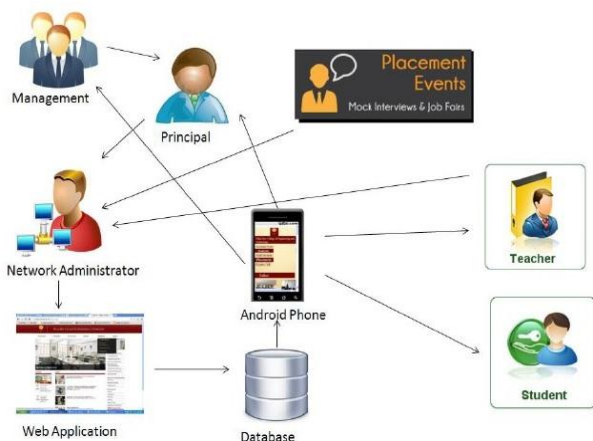 Management
Principal
Placement
Events
Mock Interviews & Job Fairs
Network Administrator
Android Phone
Teacher
Student
Web Application
Database